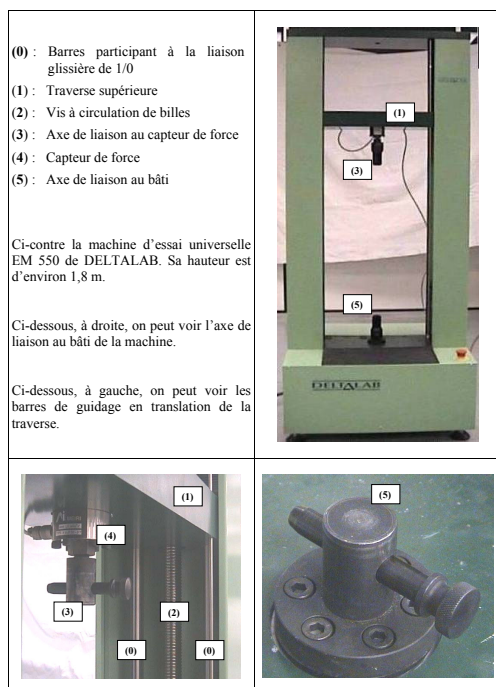 (0) : Barres participant à la liaison
glissière de 1/0
(1) : Traverse supérieure
(2) : Vis à circulation de billes
(3) : Axe de liaison au capteur de force
(4) : Capteur de force
(5) : Axe de liaison au bâti
Ci-contre la machine d'essai universelle
EM 550 de DELTALAB. Sa hauteur est
d'environ 1,8 m.
Ci-dessous, à droite, on peut voir l'axe de
liaison au bâti de la machine.
Ci-dessous, à gauche, on peut voir les
barres de guidage en translation de la
traverse.
(1)
(3)
(5)
DELTALAB
(1)
(4)
(3)
(2)
(0)
(0)
(5)